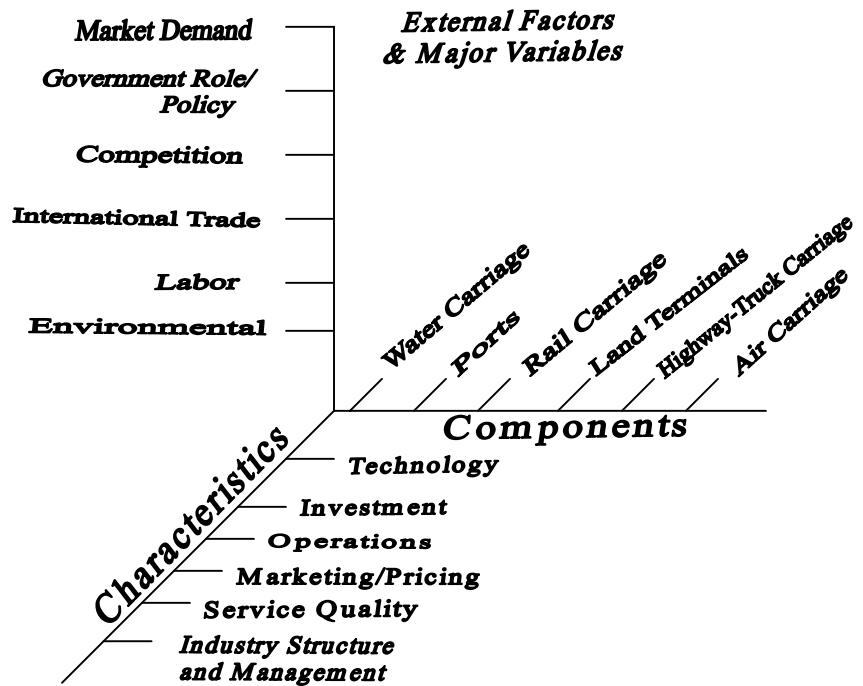 External Factors
& Major Variables
Market Demand
Government Role/
Policy
Competition
International Trade
Labor
Environmental
Water Carriage
Ports
Rail Carriage
Land Terminals
Highway-Truck Carriage
Air Carriage
Components
Characteristics
Technology
Investment
Operations
Marketing/Pricing
Service Quality
Industry Structure
and Management